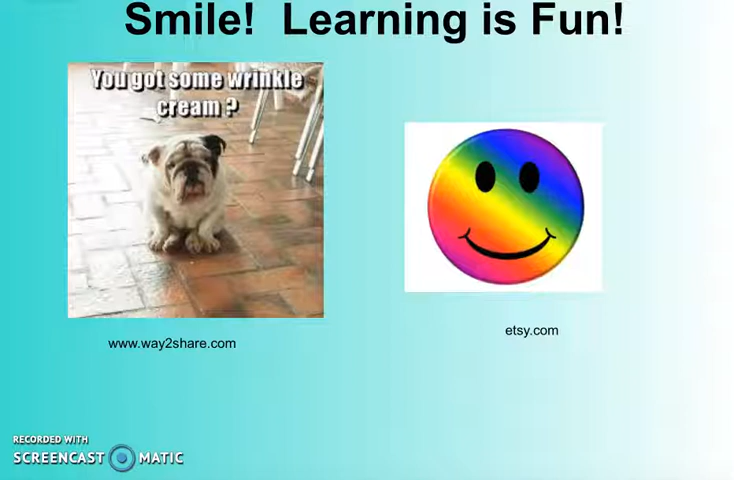 Smile!  Learning is Fun!
You got some wrinkle
cream ?
www.way2share.com
etsy.com
RECORDED WITH
SCREENCAST MATIC